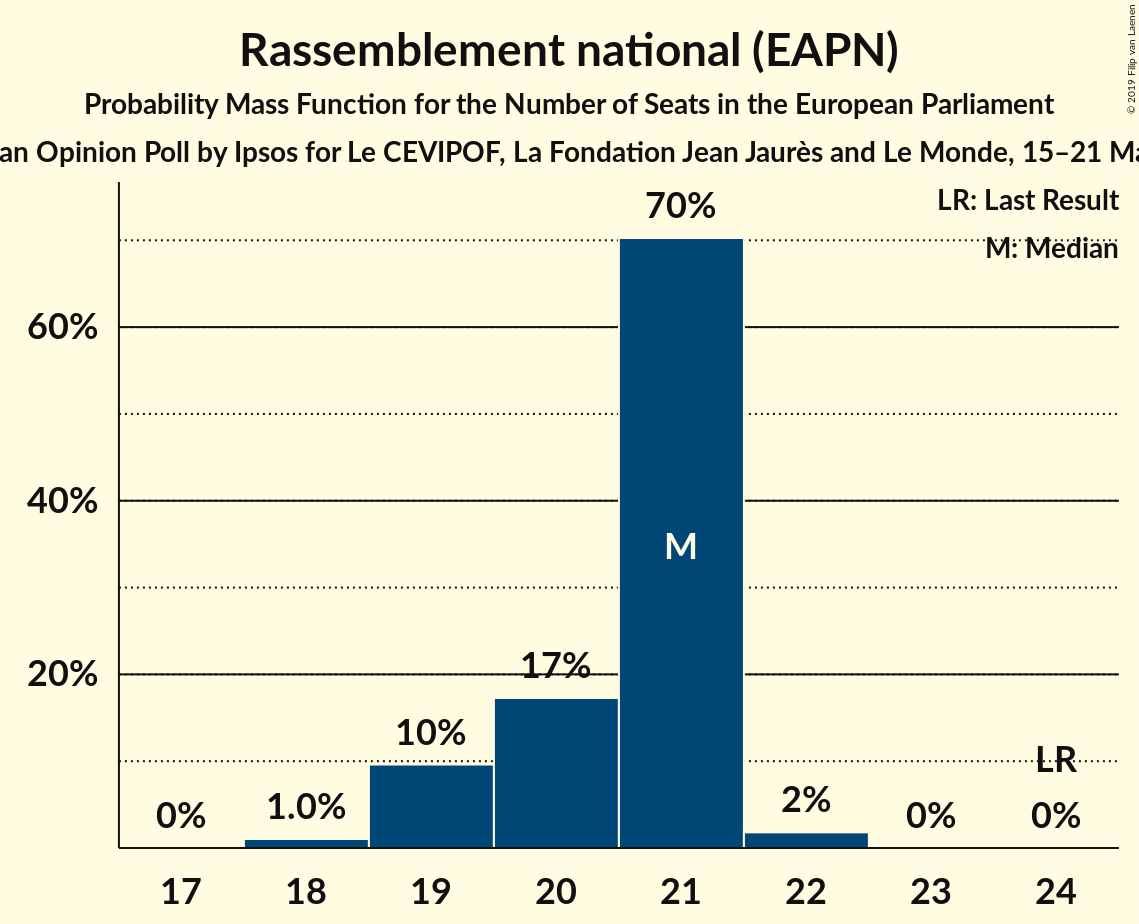 Rassemblement national (EAPN)
Probability Mass Function for the Number of Seats in the European Parliament
an Opinion Poll by Ipsos for Le CEVIPOF, La Fondation Jean Jaurès and Le Monde, 15–21 Ma
© 2019 Filip van Laenen
LR: Last Result
M: Median
70%
60%
40%
M
20%
17%
10%
LR
0%
1.0%
2%
0%
0%
17 18 19 20 21 22 23 24